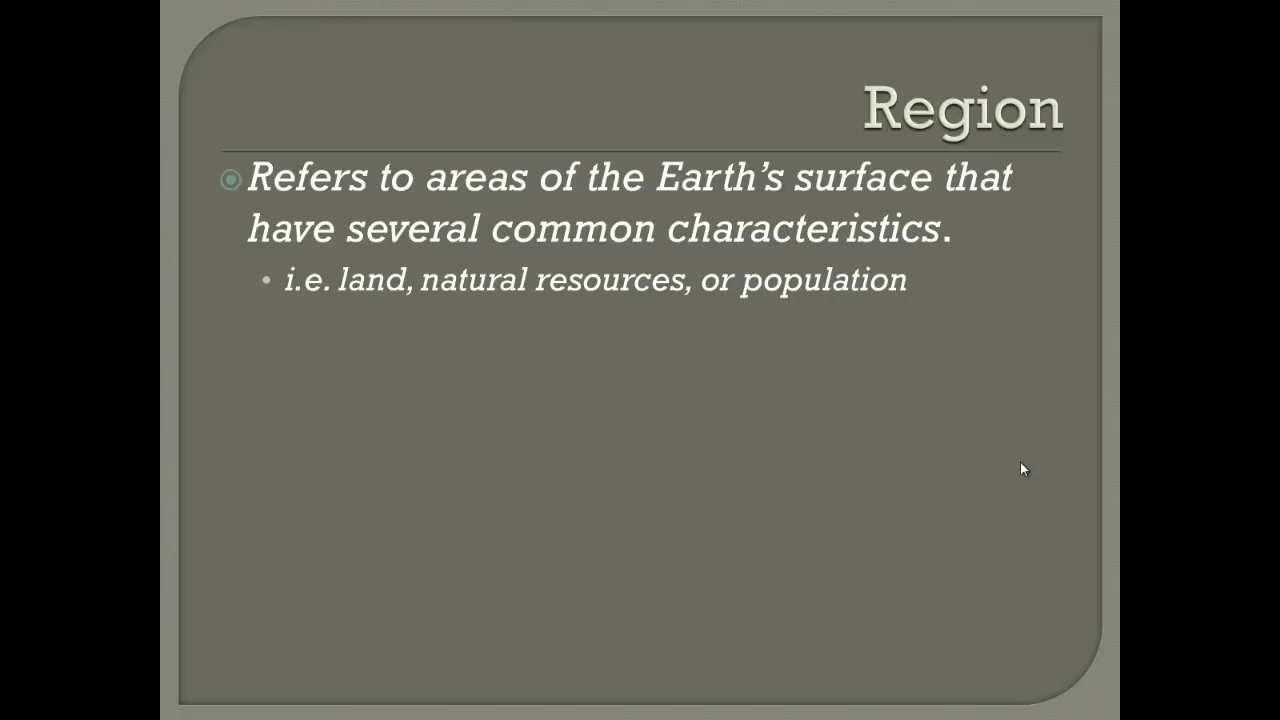 Region
Refers to areas of the Earth’s surface that
have several common characteristics.
i.e. land, natural resources, or population